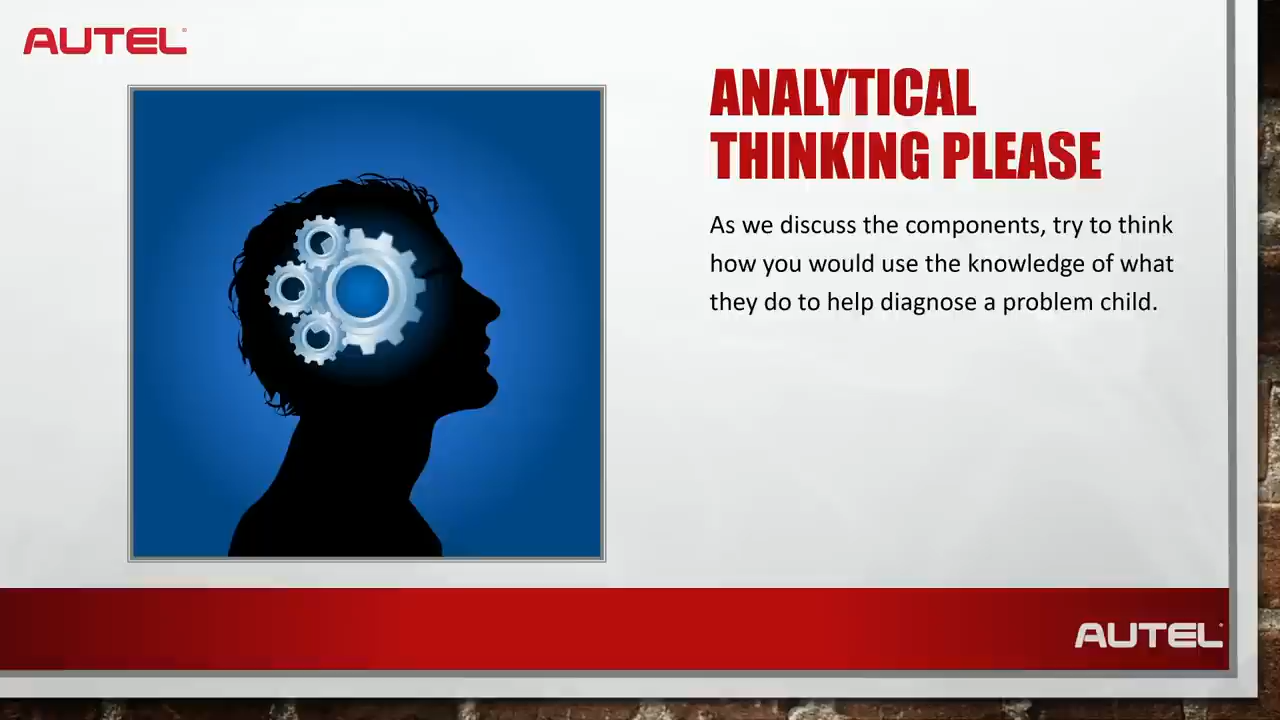 AUTEL
ANALYTICAL
THINKING PLEASE
As we discuss the components, try to think
how you would use the knowledge of what
they do to help diagnose a problem child.
AUTEL